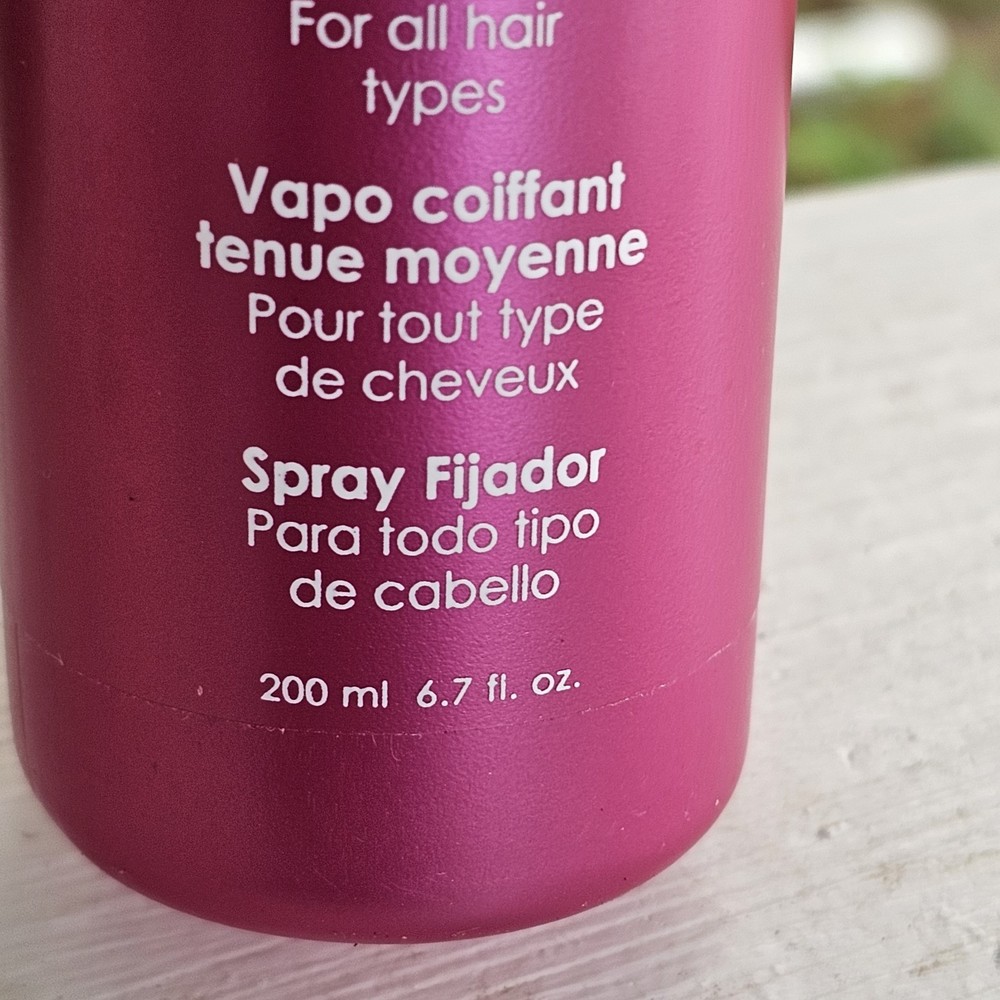 For all hair
types
Vapo coiffant
tenue moyenne
Pour tout type
de cheveux
Spray Fijador
Para todo tipo
de cabello
200 ml 6.7 fl. oz.